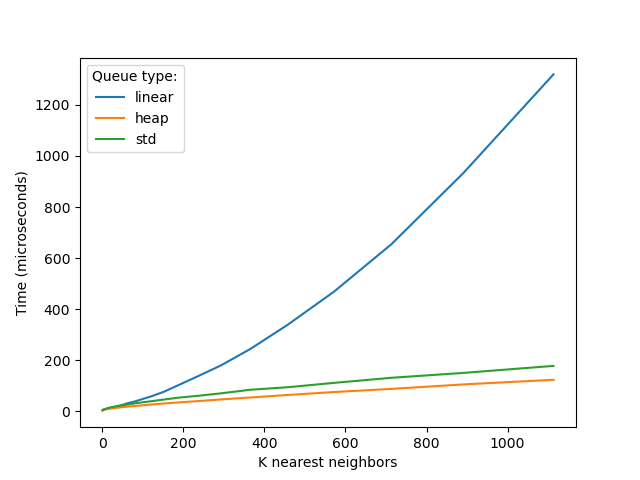 Queue type:
linear
heap
std
Time (microseconds)
1200
1000
800
600
400
200
0
0 200 400 600 800 1000
K nearest neighbors